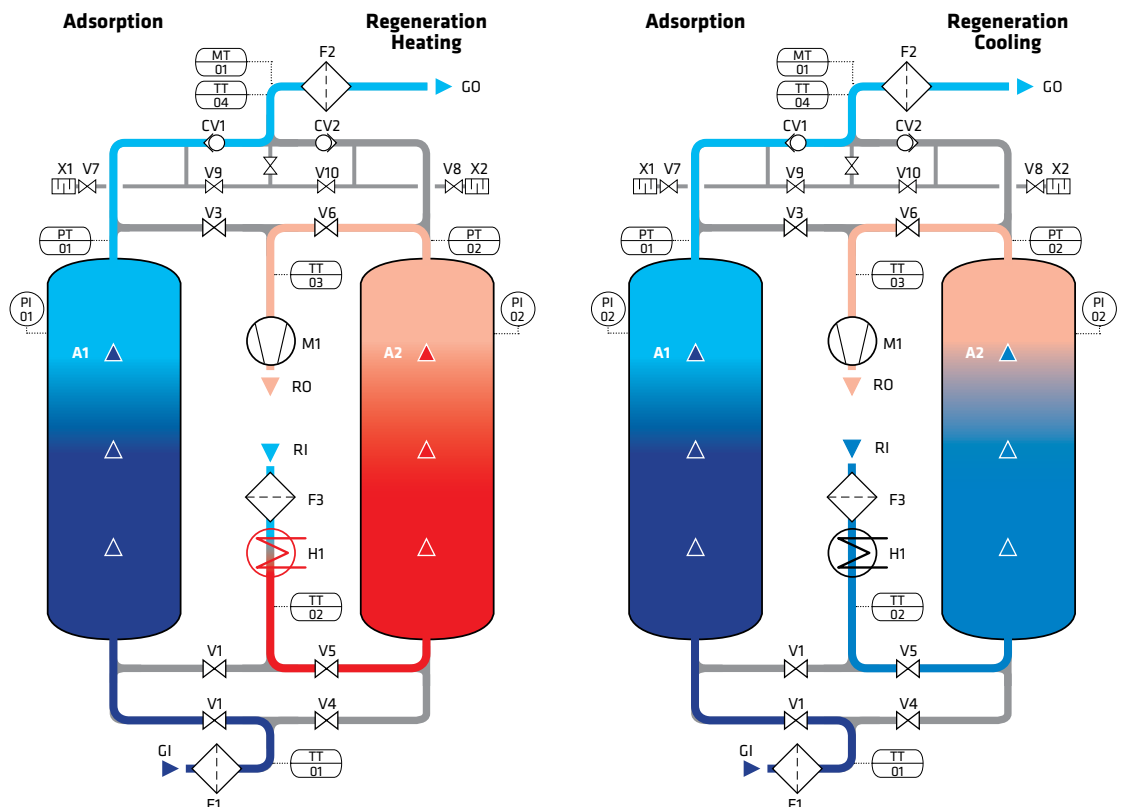 Adsorption
Regeneration
Heating
MT
01
F2
TT
04
GO
CV1
CV2
X1 V7
V9
V10
V8 X2
V3
V6
PT
01
PT
02
TT
03
PI
01
PI
02
A1
M1
A2
RO
RI
F3
H1
TT
02
V1
V5
V1
V4
GI
TT
01
F1
Adsorption
Regeneration
Cooling
MT
01
F2
TT
04
GO
CV1
CV2
X1 V7
V9
V10
V8 X2
V3
V6
PT
01
PT
02
TT
03
PI
02
PI
02
A1
M1
A2
RO
RI
F3
H1
TT
02
V1
V5
V1
V4
GI
TT
01
F1